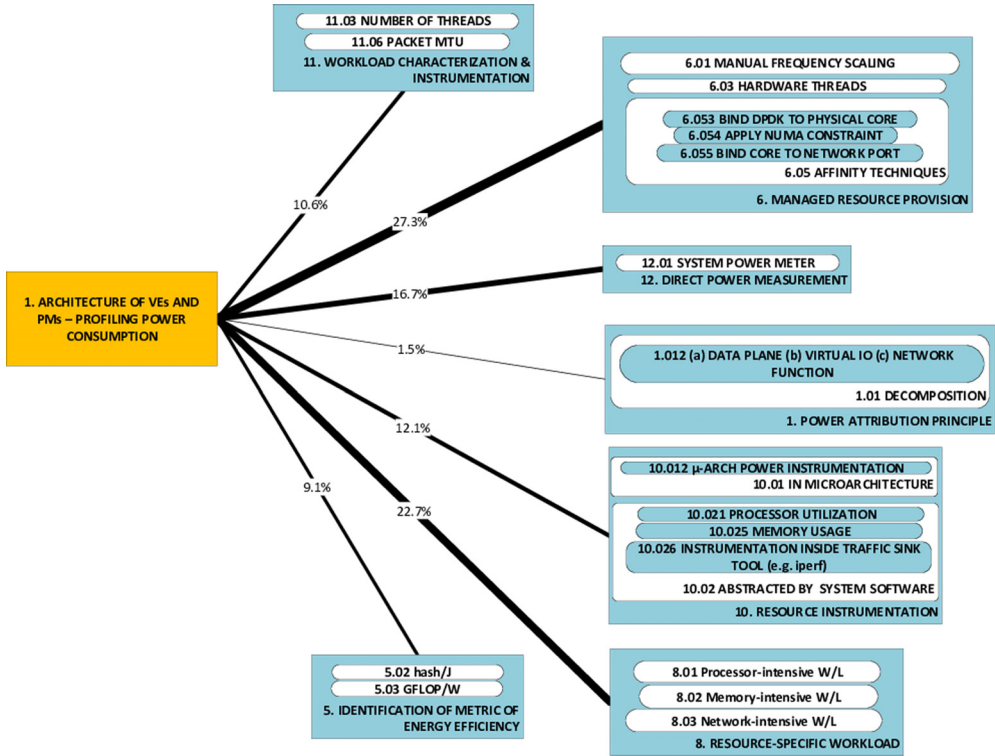 11.03 NUMBER OF THREADS
11.06 PACKET MTU
11. WORKLOAD CHARACTERIZATION &
INSTRUMENTATION
6.01 MANUAL FREQUENCY SCALING
6.03 HARDWARE THREADS
6.053 BIND DPDK TO PHYSICAL CORE
6.054 APPLY NUMA CONSTRAINT
6.055 BIND CORE TO NETWORK PORT
6.05 AFFINITY TECHNIQUES
6. MANAGED RESOURCE PROVISION
10.6%
27.3%
12.01 SYSTEM POWER METER
12. DIRECT POWER MEASUREMENT
16.7%
1. ARCHITECTURE OF VEs AND
PMs – PROFILING POWER
CONSUMPTION
1.5%
1.012 (a) DATA PLANE (b) VIRTUAL IO (c) NETWORK
FUNCTION
1.01 DECOMPOSITION
1. POWER ATTRIBUTION PRINCIPLE
12.1%
10.012 µ-ARCH POWER INSTRUMENTATION
10.01 IN MICROARCHITECTURE
9.1%
22.7%
10.021 PROCESSOR UTILIZATION
10.025 MEMORY USAGE
10.026 INSTRUMENTATION INSIDE TRAFFIC SINK
TOOL (e.g. iperf)
10.02 ABSTRACTED BY SYSTEM SOFTWARE
10. RESOURCE INSTRUMENTATION
5.02 hash/J
5.03 GFLOP/W
5. IDENTIFICATION OF METRIC OF
ENERGY EFFICIENCY
8.01 Processor-intensive W/L
8.02 Memory-intensive W/L
8.03 Network-intensive W/L
8. RESOURCE-SPECIFIC WORKLOAD